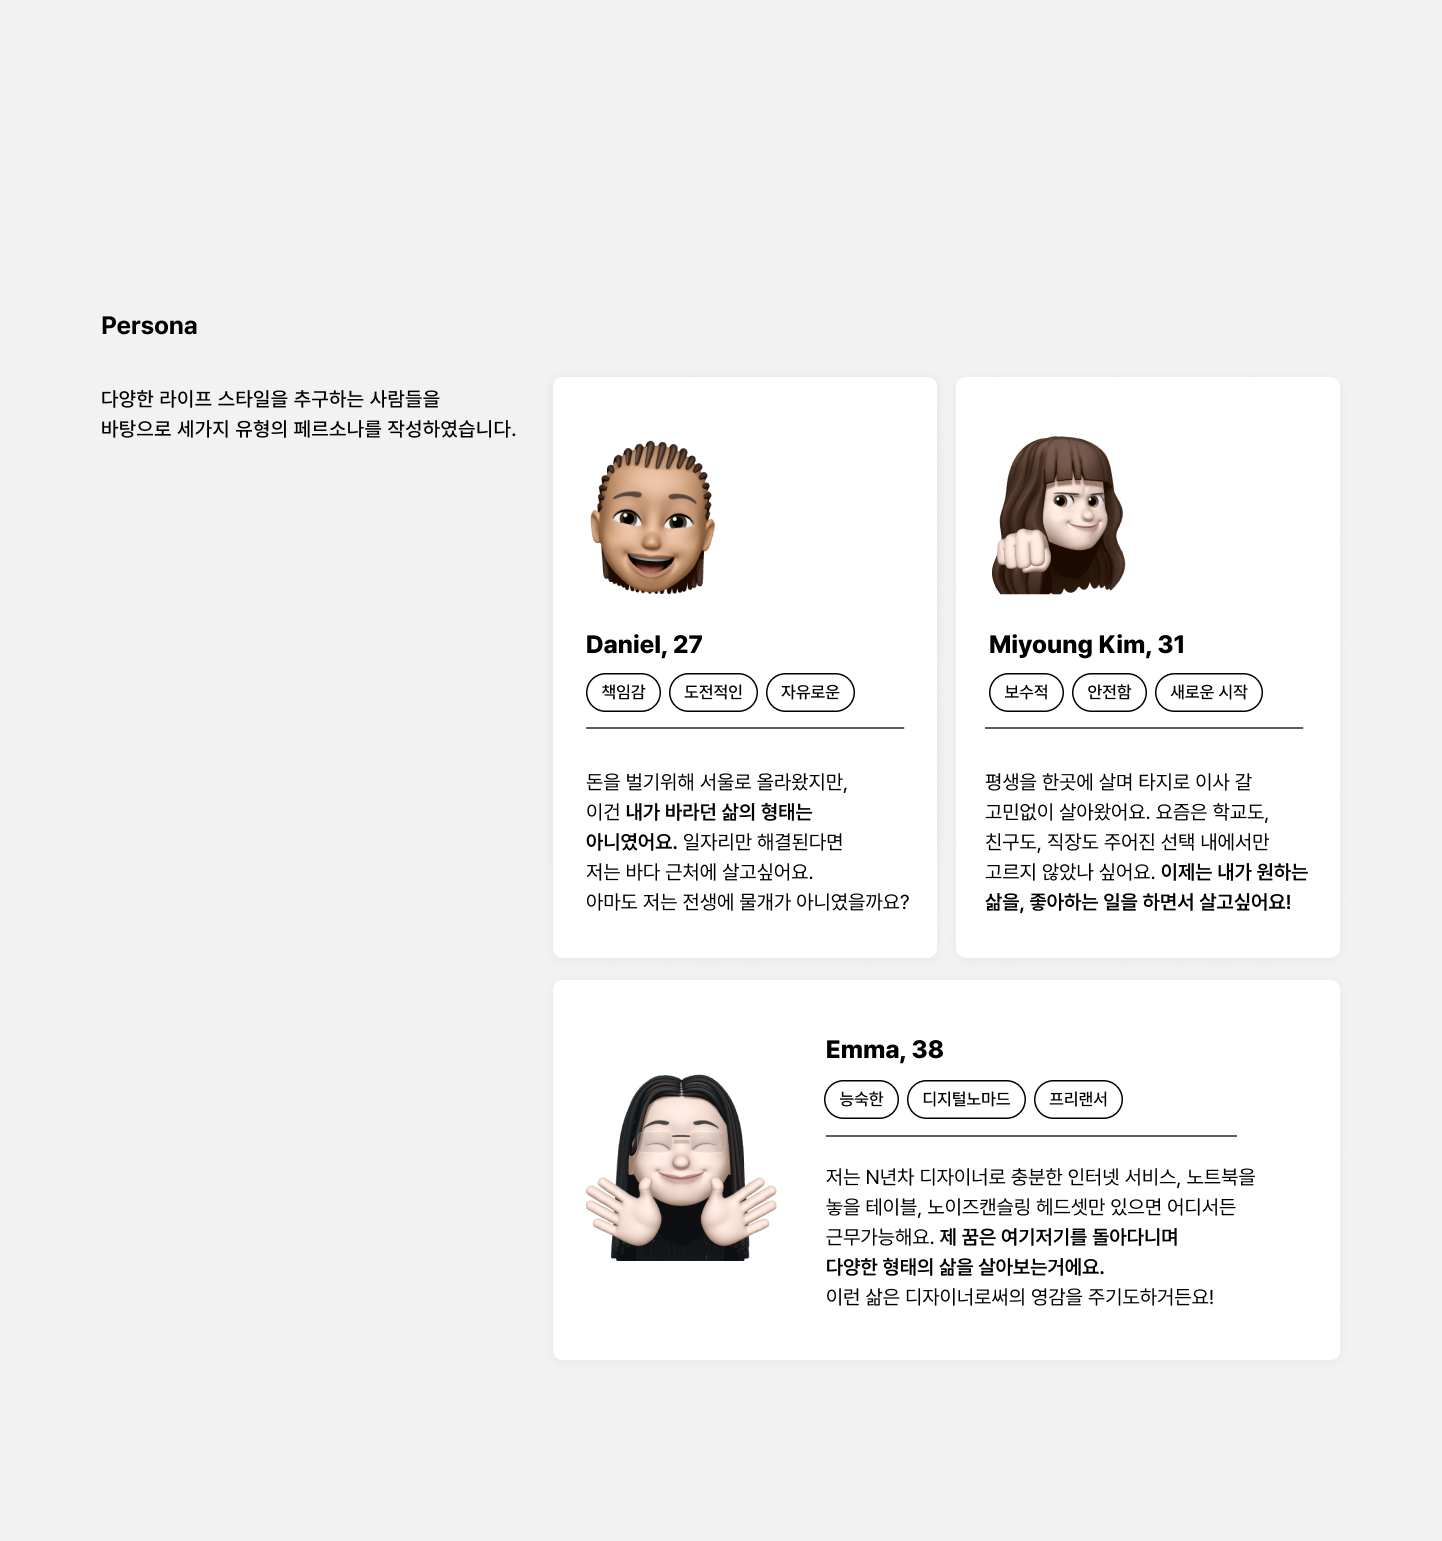 Persona
다양한 라이프 스타일을 추구하는 사람들을
바탕으로 세가지 유형의 페르소나를 작성하였습니다.
Daniel, 27
책임감 도전적인 자유로운
돈을 벌기위해 서울로 올라왔지만,
이건 내가 바라던 삶의 형태는
아니였어요. 일자리만 해결된다면
저는 바다 근처에 살고싶어요.
아마도 저는 전생에 물개가 아니였을까요?
Miyoung Kim, 31
보수적 안전함 새로운 시작
평생을 한곳에 살며 타지로 이사 갈
고민없이 살아왔어요. 요즘은 학교도,
친구도, 직장도 주어진 선택 내에서만
고르지 않았나 싶어요. 이제는 내가 원하는
삶을, 좋아하는 일을 하면서 살고싶어요!
Emma, 38
능숙한 디지털노마드 프리랜서
저는 N년차 디자이너로 충분한 인터넷 서비스, 노트북을
놓을 테이블, 노이즈캔슬링 헤드셋만 있으면 어디서든
근무가능해요. 제 꿈은 여기저기를 돌아다니며
다양한 형태의 삶을 살아보는거에요.
이런 삶은 디자이너로써의 영감을 주기도하거든요!